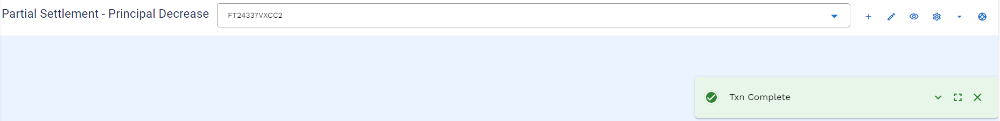 Partial Settlement - Principal Decrease
FT24337VXCC2
Txn Complete